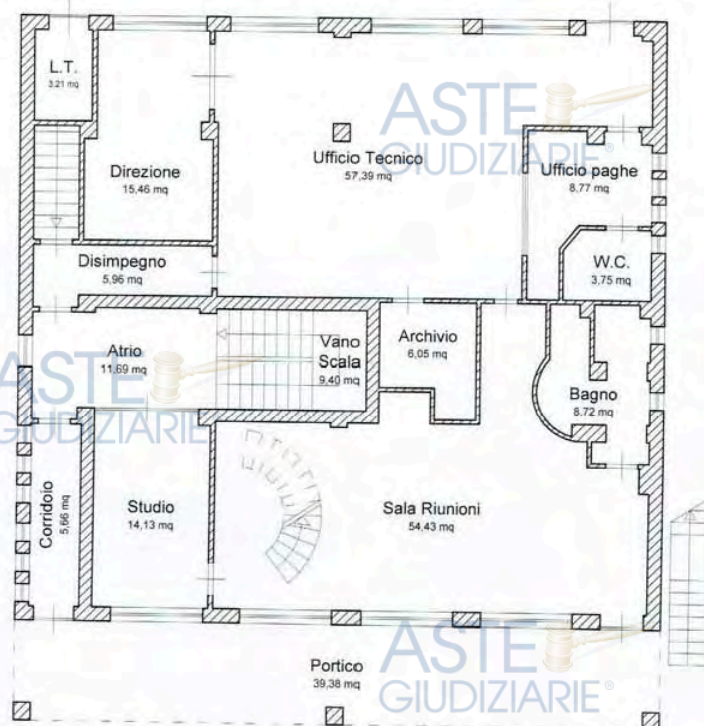 L.T.
3,21 mq
ASTE
GIUDIZIARIE®
Direzione
15,46 mq
Ufficio Tecnico
57,39 mq
Ufficio paghe
8,77 mq
Disimpegno
5,96 mq
W.C.
3,75 mq
Atrio
11,69 mq
Vano
Scala
9,40 mq
Archivio
6,05 mq
ASTE
GIUDIZIARIE
Bagno
8,72 mq
Corridoio
5,66 mq
Studio
14,13 mq
Sala Riunioni
54,43 mq
Portico
39,38 mq
ASTE
GIUDIZIARIE®